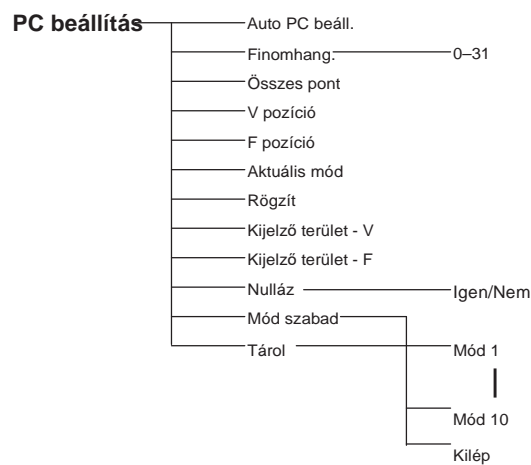 PC beállítás
Auto PC beáll.
Finomhang.
0–31
Összes pont
V pozíció
F pozíció
Aktuális mód
Rögzít
Kijelző terület - V
Kijelző terület - F
Nulláz
Igen/Nem
Mód szabad
Tárol
Mód 1
Mód 10
Kilép